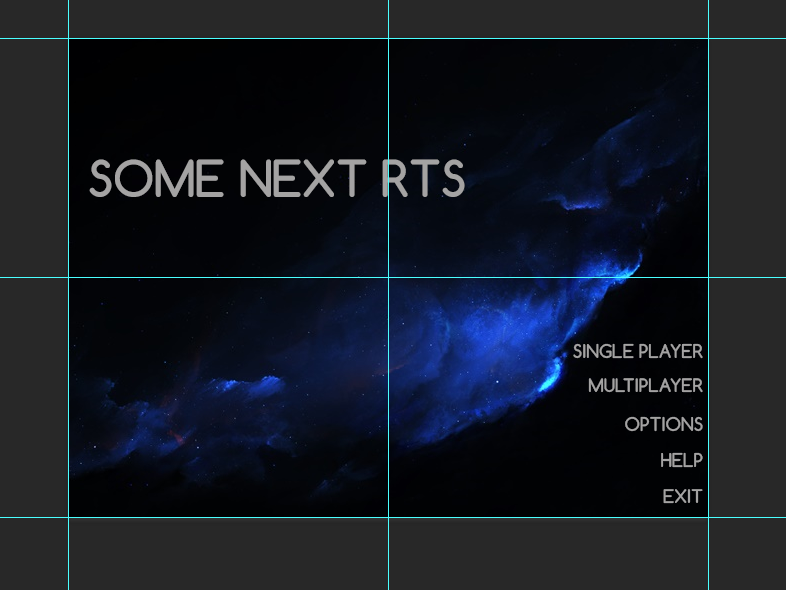 SOME NEXT RTS
SINGLE PLAYER
MULTIPLAYER
OPTIONS
HELP
EXIT